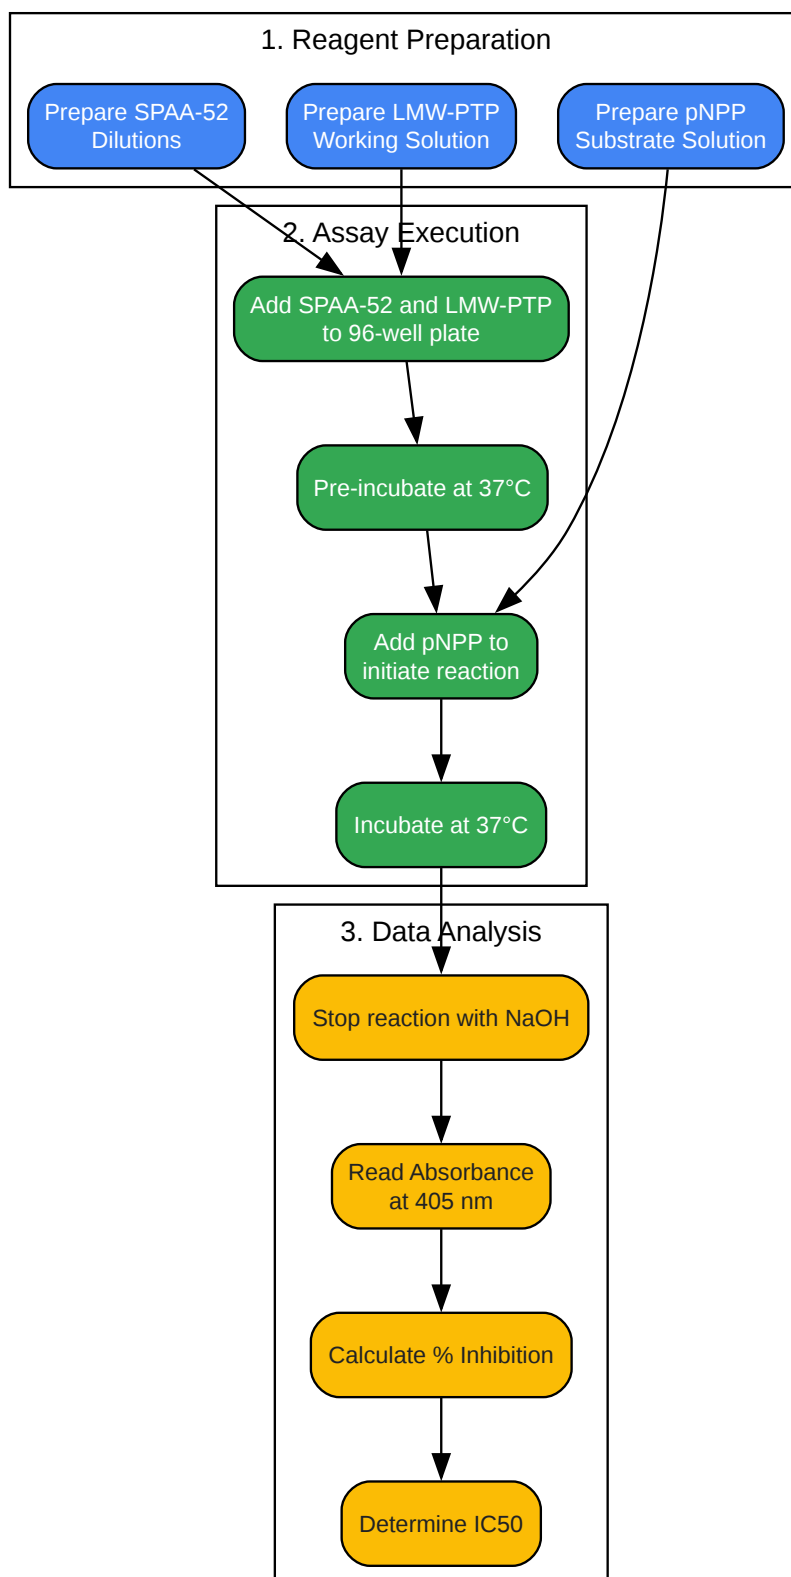 1. Reagent Preparation
Prepare SPAA-52
Dilutions
Prepare LMW-PTP
Working Solution
Prepare pNPP
Substrate Solution
2. Assay Execution
Add SPAA-52 and LMW-PTP
to 96-well plate
Pre-incubate at 37°C
Add pNPP to
initiate reaction
Incubate at 37°C
3. Data Analysis
Stop reaction with NaOH
Read Absorbance
at 405 nm
Calculate % Inhibition
Determine IC50